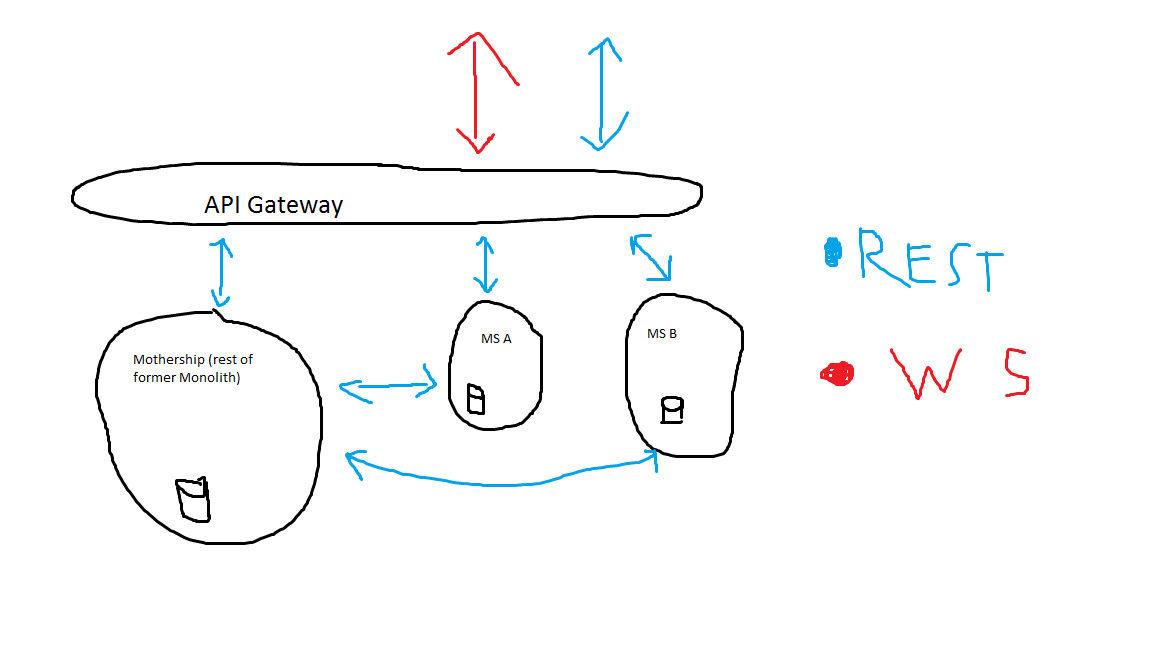 API Gateway
Mothership (rest of
former Monolith)
MS A
MS B
REST
WS